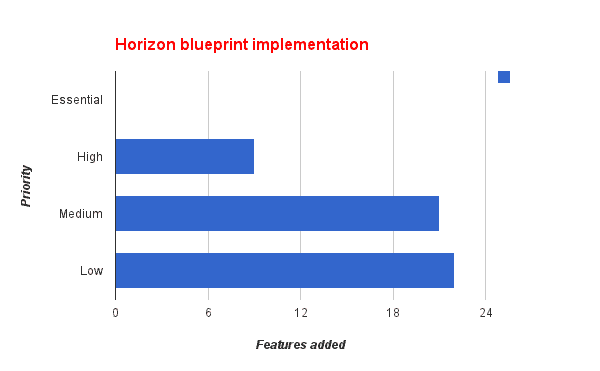 Horizon blueprint implementation
Essential
High
Medium
Low
Priority
0 6 12 18 24
Features added